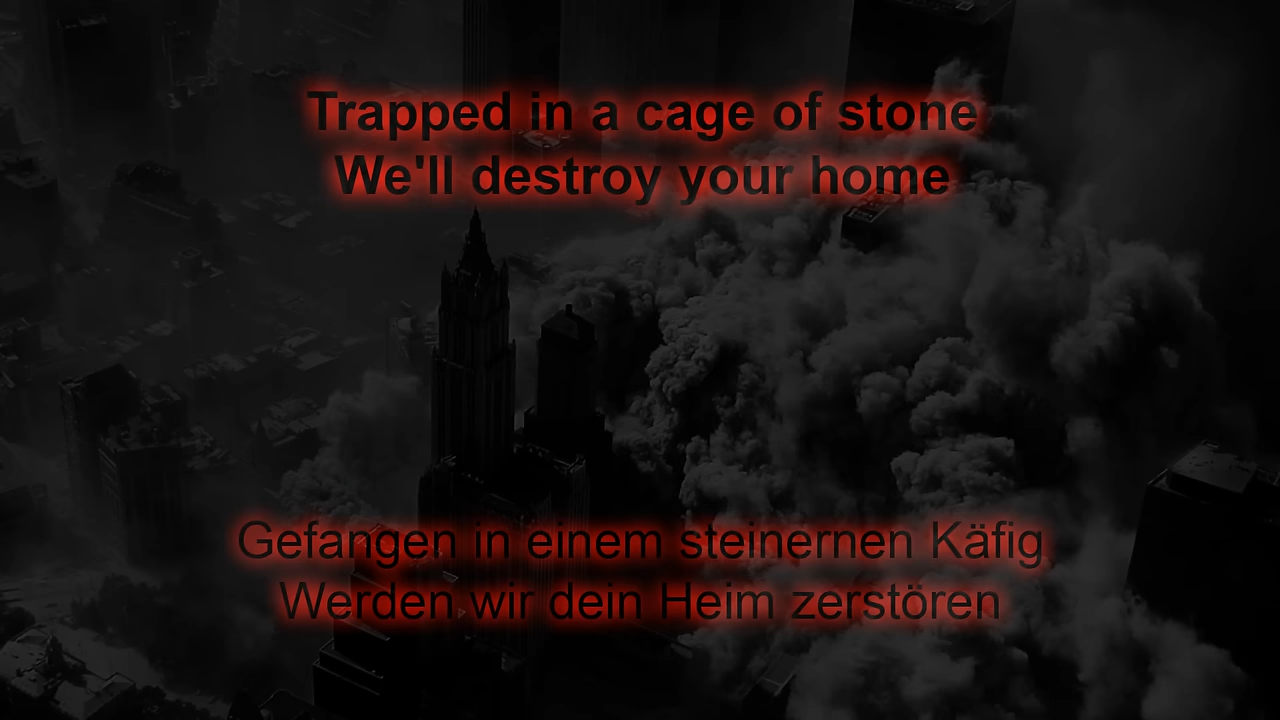 Trapped in a cage of stone
We'll destroy your home
Gefangen in einem steinernen Käfig
Werden wir dein Heim zerstören